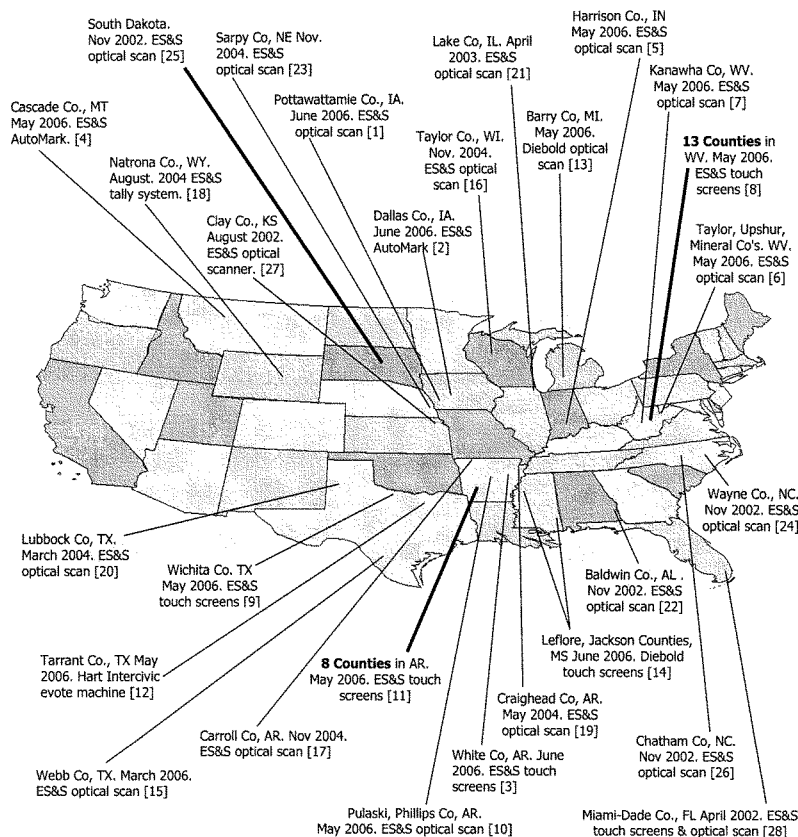 South Dakota.
Nov 2002. ES&S
optical scan [25]
Sarpy Co, NE Nov.
2004. ES&S
optical scan [23]
Pottawattamie Co., IA.
June 2006. ES&S
optical scan [1]
Lake Co, IL. April
2003. ES&S
optical scan [21]
Harrison Co., IN
May 2006. ES&S
optical scan [5]
Kanawha Co, WV.
May 2006. ES&S
optical scan [7]
Cascade Co., MT
May 2006. ES&S
AutoMark. [4]
Natrona Co., WY.
August. 2004 ES&S
tally system. [18]
Clay Co., KS
August 2002.
ES&S optical
scanner. [27]
Taylor Co., WI.
Nov. 2004.
ES&S optical
scan [16]
Barry Co, MI.
May 2006.
Diebold optical
scan [13]
Dallas Co., IA.
June 2006. ES&S
AutoMark [2]
13 Counties in
WV. May 2006.
ES&S touch
screens [8]
Taylor, Upshur,
Mineral Co's. WV.
May 2006. ES&S
optical scan [6]
Wayne Co., NC.
Nov 2002. ES&S
optical scan [24]
Lubbock Co, TX.
March 2004. ES&S
optical scan [20]
Wichita Co. TX
May 2006. ES&S
touch screens [9]
Baldwin Co., AL .
Nov 2002. ES&S
optical scan [22]
Leflore, Jackson Counties,
MS June 2006. Diebold
touch screens [14]
Tarrant Co., TX May
2006. Hart Intercivic
evote machine [12]
8 Counties in AR.
May 2006. ES&S touch
screens [11]
Craighead Co, AR.
May 2004. ES&S
optical scan [19]
Carroll Co, AR. Nov 2004.
ES&S optical scan [17]
White Co, AR. June
2006. ES&S touch
screens [3]
Chatham Co, NC.
Nov 2002. ES&S
optical scan [26]
Webb Co, TX. March 2006.
ES&S optical scan [15]
Pulaski, Phillips Co, AR.
May 2006. ES&S optical scan [10]
Miami-Dade Co., FL April 2002. ES&S
touch screens & optical scan [28]